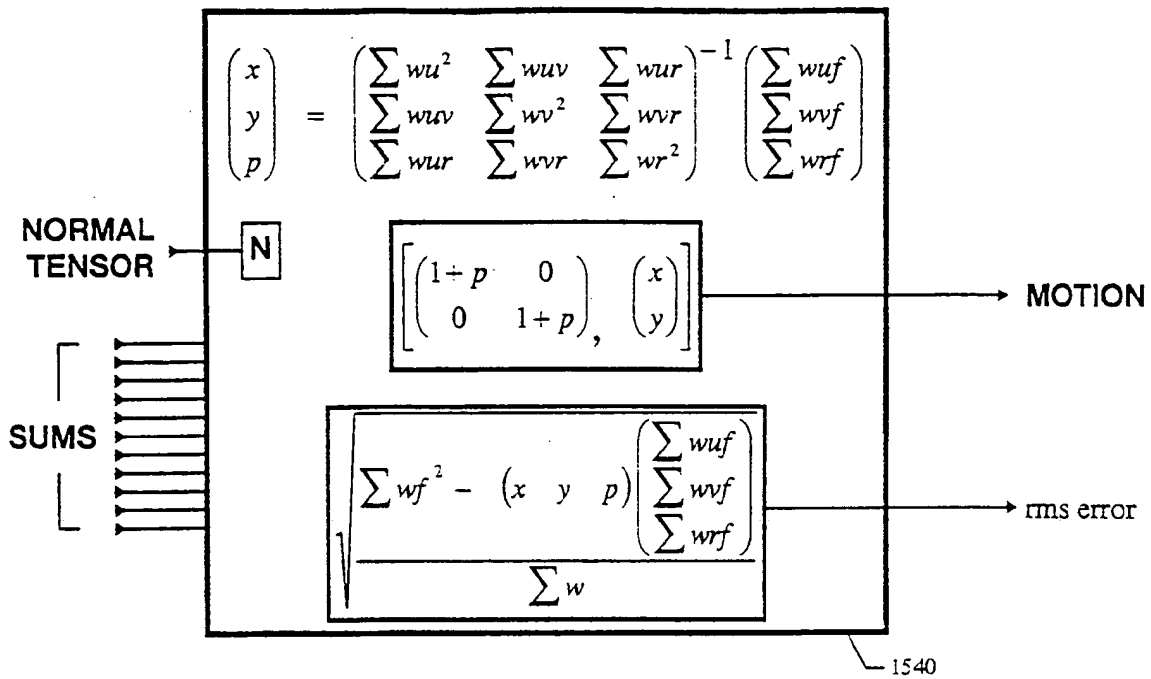 ( x y p ) = ( ∑ wu² ∑ wuv ∑ wur
∑ wuv ∑ wv² ∑ wvr
∑ wur ∑ wvr ∑ wr² )⁻¹ ( ∑ wuf
∑ wvf
∑ wrf )
NORMAL
TENSOR
N
[ ( 1+p 0
0 1+p ) , ( x
y ) ]
MOTION
SUMS
√ ∑ wf² − (x y p) ( ∑ wuf
∑ wvf
∑ wrf )
∑ w
rms error
1540